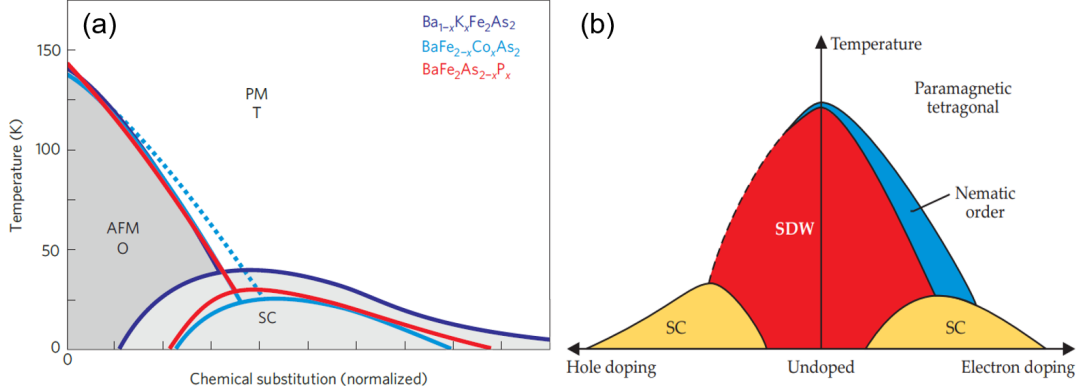 (a)
Ba₁₋ₓKₓFe₂As₂
BaFe₂₋ₓCoₓAs₂
BaFe₂As₂₋ₓPₓ
150
100
50
0
0
Temperature (K)
PM
T
AFM
O
SC
Chemical substitution (normalized)
(b)
Temperature
Paramagnetic
tetragonal
Nematic
order
SDW
SC
SC
Hole doping
Undoped
Electron doping